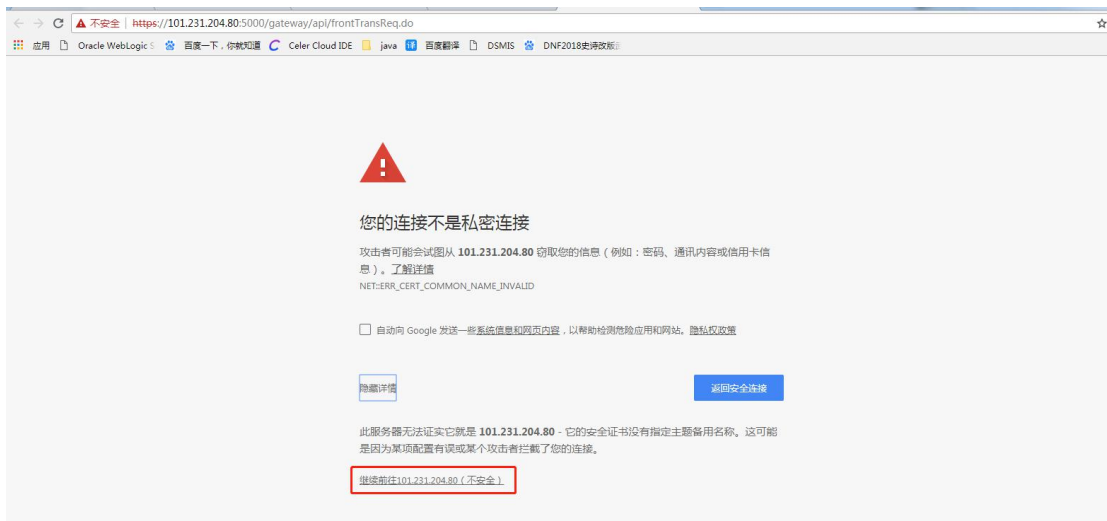 不安全 | https://101.231.204.80:5000/gateway/api/frontTransReq.do
应用 Oracle WebLogic S 百度一下，你就知道 Celer Cloud IDE java 译 百度翻译 DSMIS DNF2018史诗改版
您的连接不是私密连接
攻击者可能会试图从 101.231.204.80 窃取您的信息（例如：密码、通讯内容或信用卡信
息）。了解详情
NET::ERR_CERT_COMMON_NAME_INVALID
自动向 Google 发送一些系统信息和网页内容，以帮助检测危险应用和网站。隐私权政策
隐藏详情 返回安全连接
此服务器无法证实它就是 101.231.204.80 - 它的安全证书没有指定主题备用名称。这可能
是因为某项配置有误或某个攻击者拦截了您的连接。
继续前往101.231.204.80（不安全）